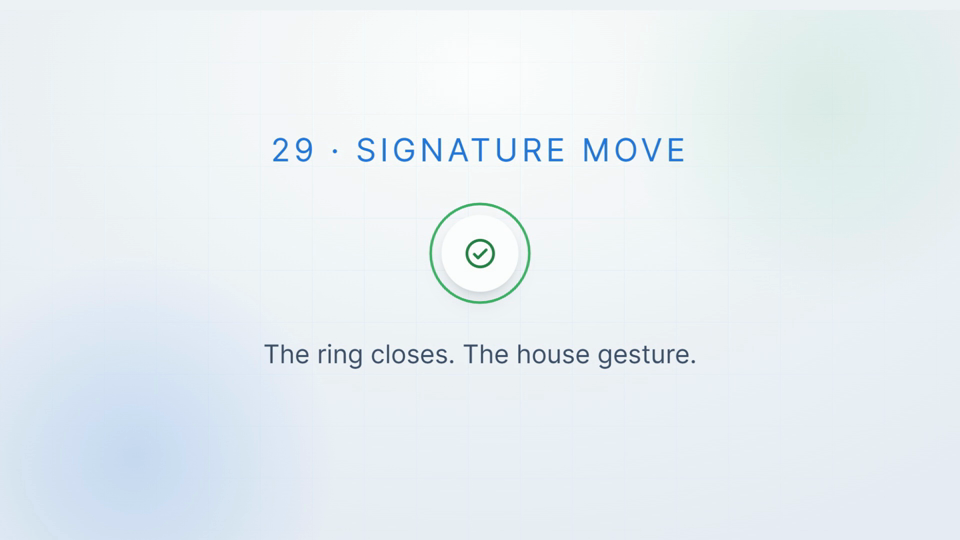 29 · SIGNATURE MOVE
The ring closes. The house gesture.